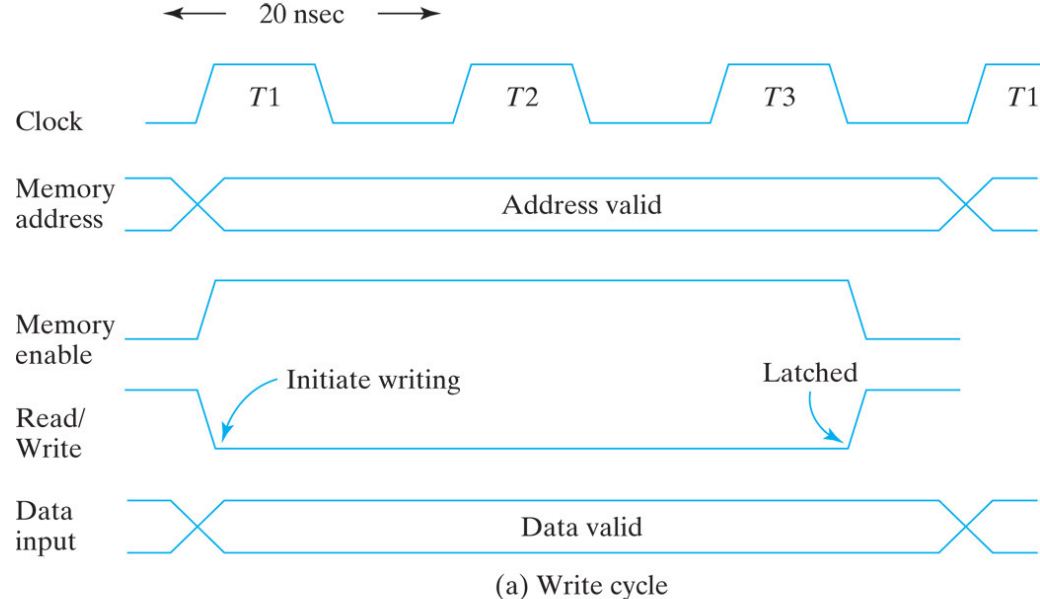 20 nsec
T1 T2 T3 T1
Clock
Memory
address
Address valid
Memory
enable
Initiate writing
Latched
Read/
Write
Data
input
Data valid
(a) Write cycle